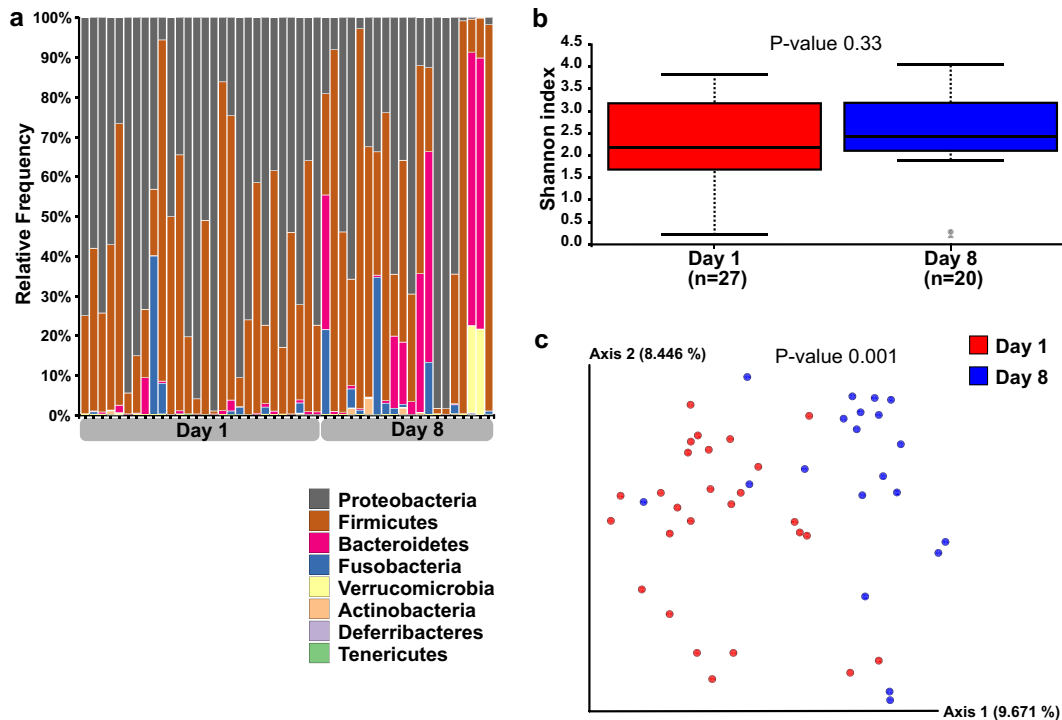 a
Relative Frequency
100%
90%
80%
70%
60%
50%
40%
30%
20%
10%
0%
Day 1
Day 8
Proteobacteria
Firmicutes
Bacteroidetes
Fusobacteria
Verrucomicrobia
Actinobacteria
Deferribacteres
Tenericutes
b
P-value 0.33
Shannon index
4.5
4.0
3.5
3.0
2.5
2.0
1.5
1.0
0.5
0.0
Day 1
(n=27)
Day 8
(n=20)
c
Axis 2 (8.446 %)
P-value 0.001
Day 1
Day 8
Axis 1 (9.671 %)